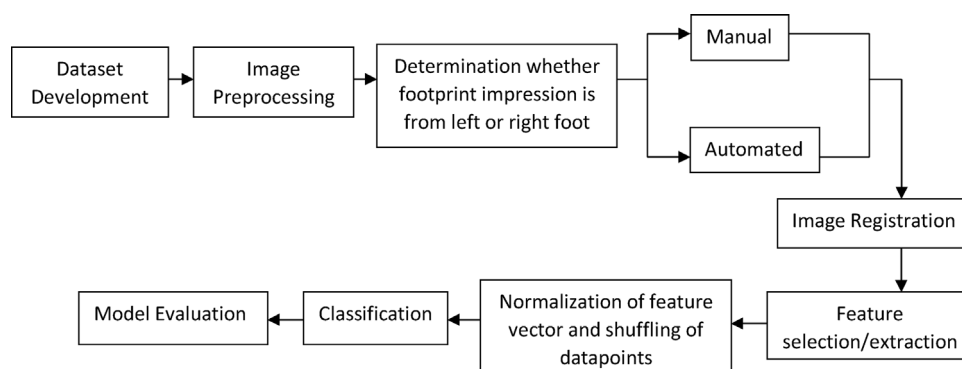 Dataset
Development
Image
Preprocessing
Determination whether
footprint impression is
from left or right foot
Manual
Automated
Image Registration
Feature
selection/extraction
Normalization of feature
vector and shuffling of
datapoints
Classification
Model Evaluation